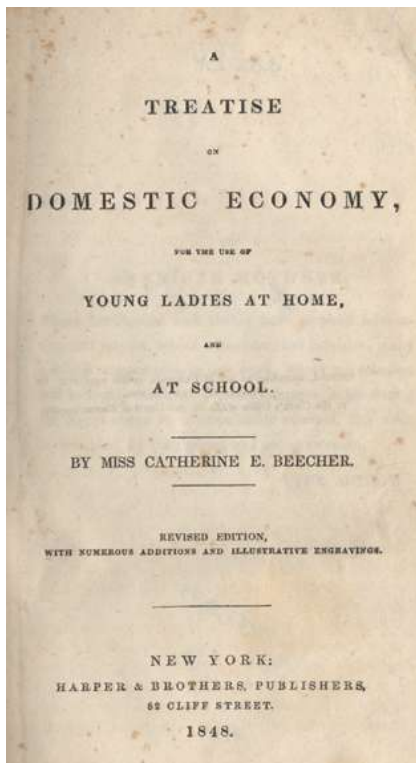 A
TREATISE
ON
DOMESTIC ECONOMY,
FOR THE USE OF
YOUNG LADIES AT HOME,
AND
AT SCHOOL.
BY MISS CATHERINE E. BEECHER.
REVISED EDITION,
WITH NUMEROUS ADDITIONS AND ILLUSTRATIVE ENGRAVINGS.
NEW YORK:
HARPER & BROTHERS, PUBLISHERS,
82 CLIFF STREET.
1848.